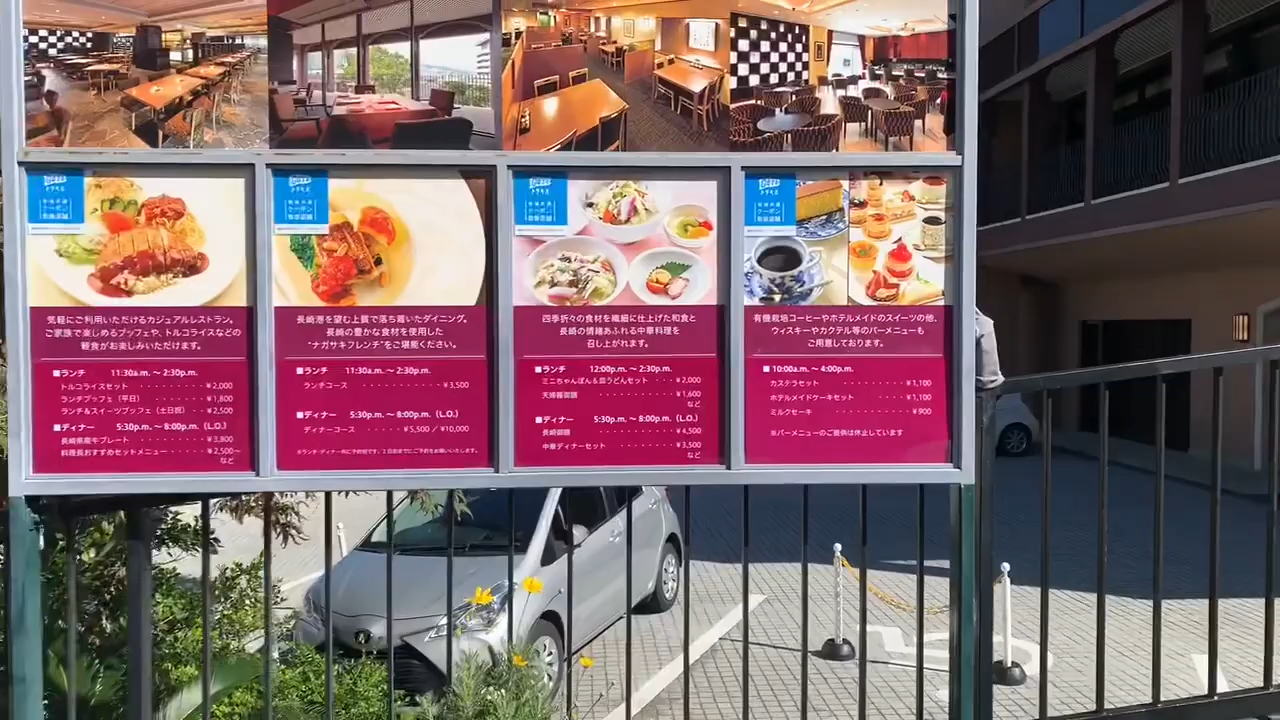 気軽にご利用いただけるカジュアルレストラン。
ご家族で楽しめるブッフェや、トルコライスなどの
軽食がお楽しみいただけます。
■ランチ 11:30a.m. ～ 2:30p.m.
トルコライスセット ¥2,000
ランチブッフェ（平日） ¥1,800
ランチ&スイーツブッフェ（土日祝） ¥2,500
■ディナー 5:30p.m. ～ 8:00p.m.（L.O.）
長崎県産牛プレート ¥3,800
料理長おすすめセットメニュー ¥2,500～
など
長崎港を望む上質で落ち着いたダイニング。
長崎の豊かな食材を使用した
“ナガサキフレンチ”をご堪能ください。
■ランチ 11:30a.m. ～ 2:30p.m.
ランチコース ¥3,500
■ディナー 5:30p.m. ～ 8:00p.m.（L.O.）
ディナーコース ¥5,500 ／ ¥10,000
四季折々の食材を繊細に仕上げた和食と
長崎の情緒あふれる中華料理を
召し上がれます。
■ランチ 12:00p.m. ～ 2:30p.m.
ミニちゃんぽん&皿うどんセット ¥2,000
天婦羅御膳 ¥1,600
など
■ディナー 5:30p.m. ～ 8:00p.m.（L.O.）
長崎御膳 ¥4,500
中華ディナーセット ¥3,500
など
有機栽培コーヒーやホテルメイドのスイーツの他、
ウィスキーやカクテル等のバーメニューも
ご用意しております。
■ 10:00a.m. ～ 4:00p.m.
カステラセット ¥1,100
ホテルメイドケーキセット ¥1,100
ミルクセーキ ¥900
※バーメニューのご提供は休止しています